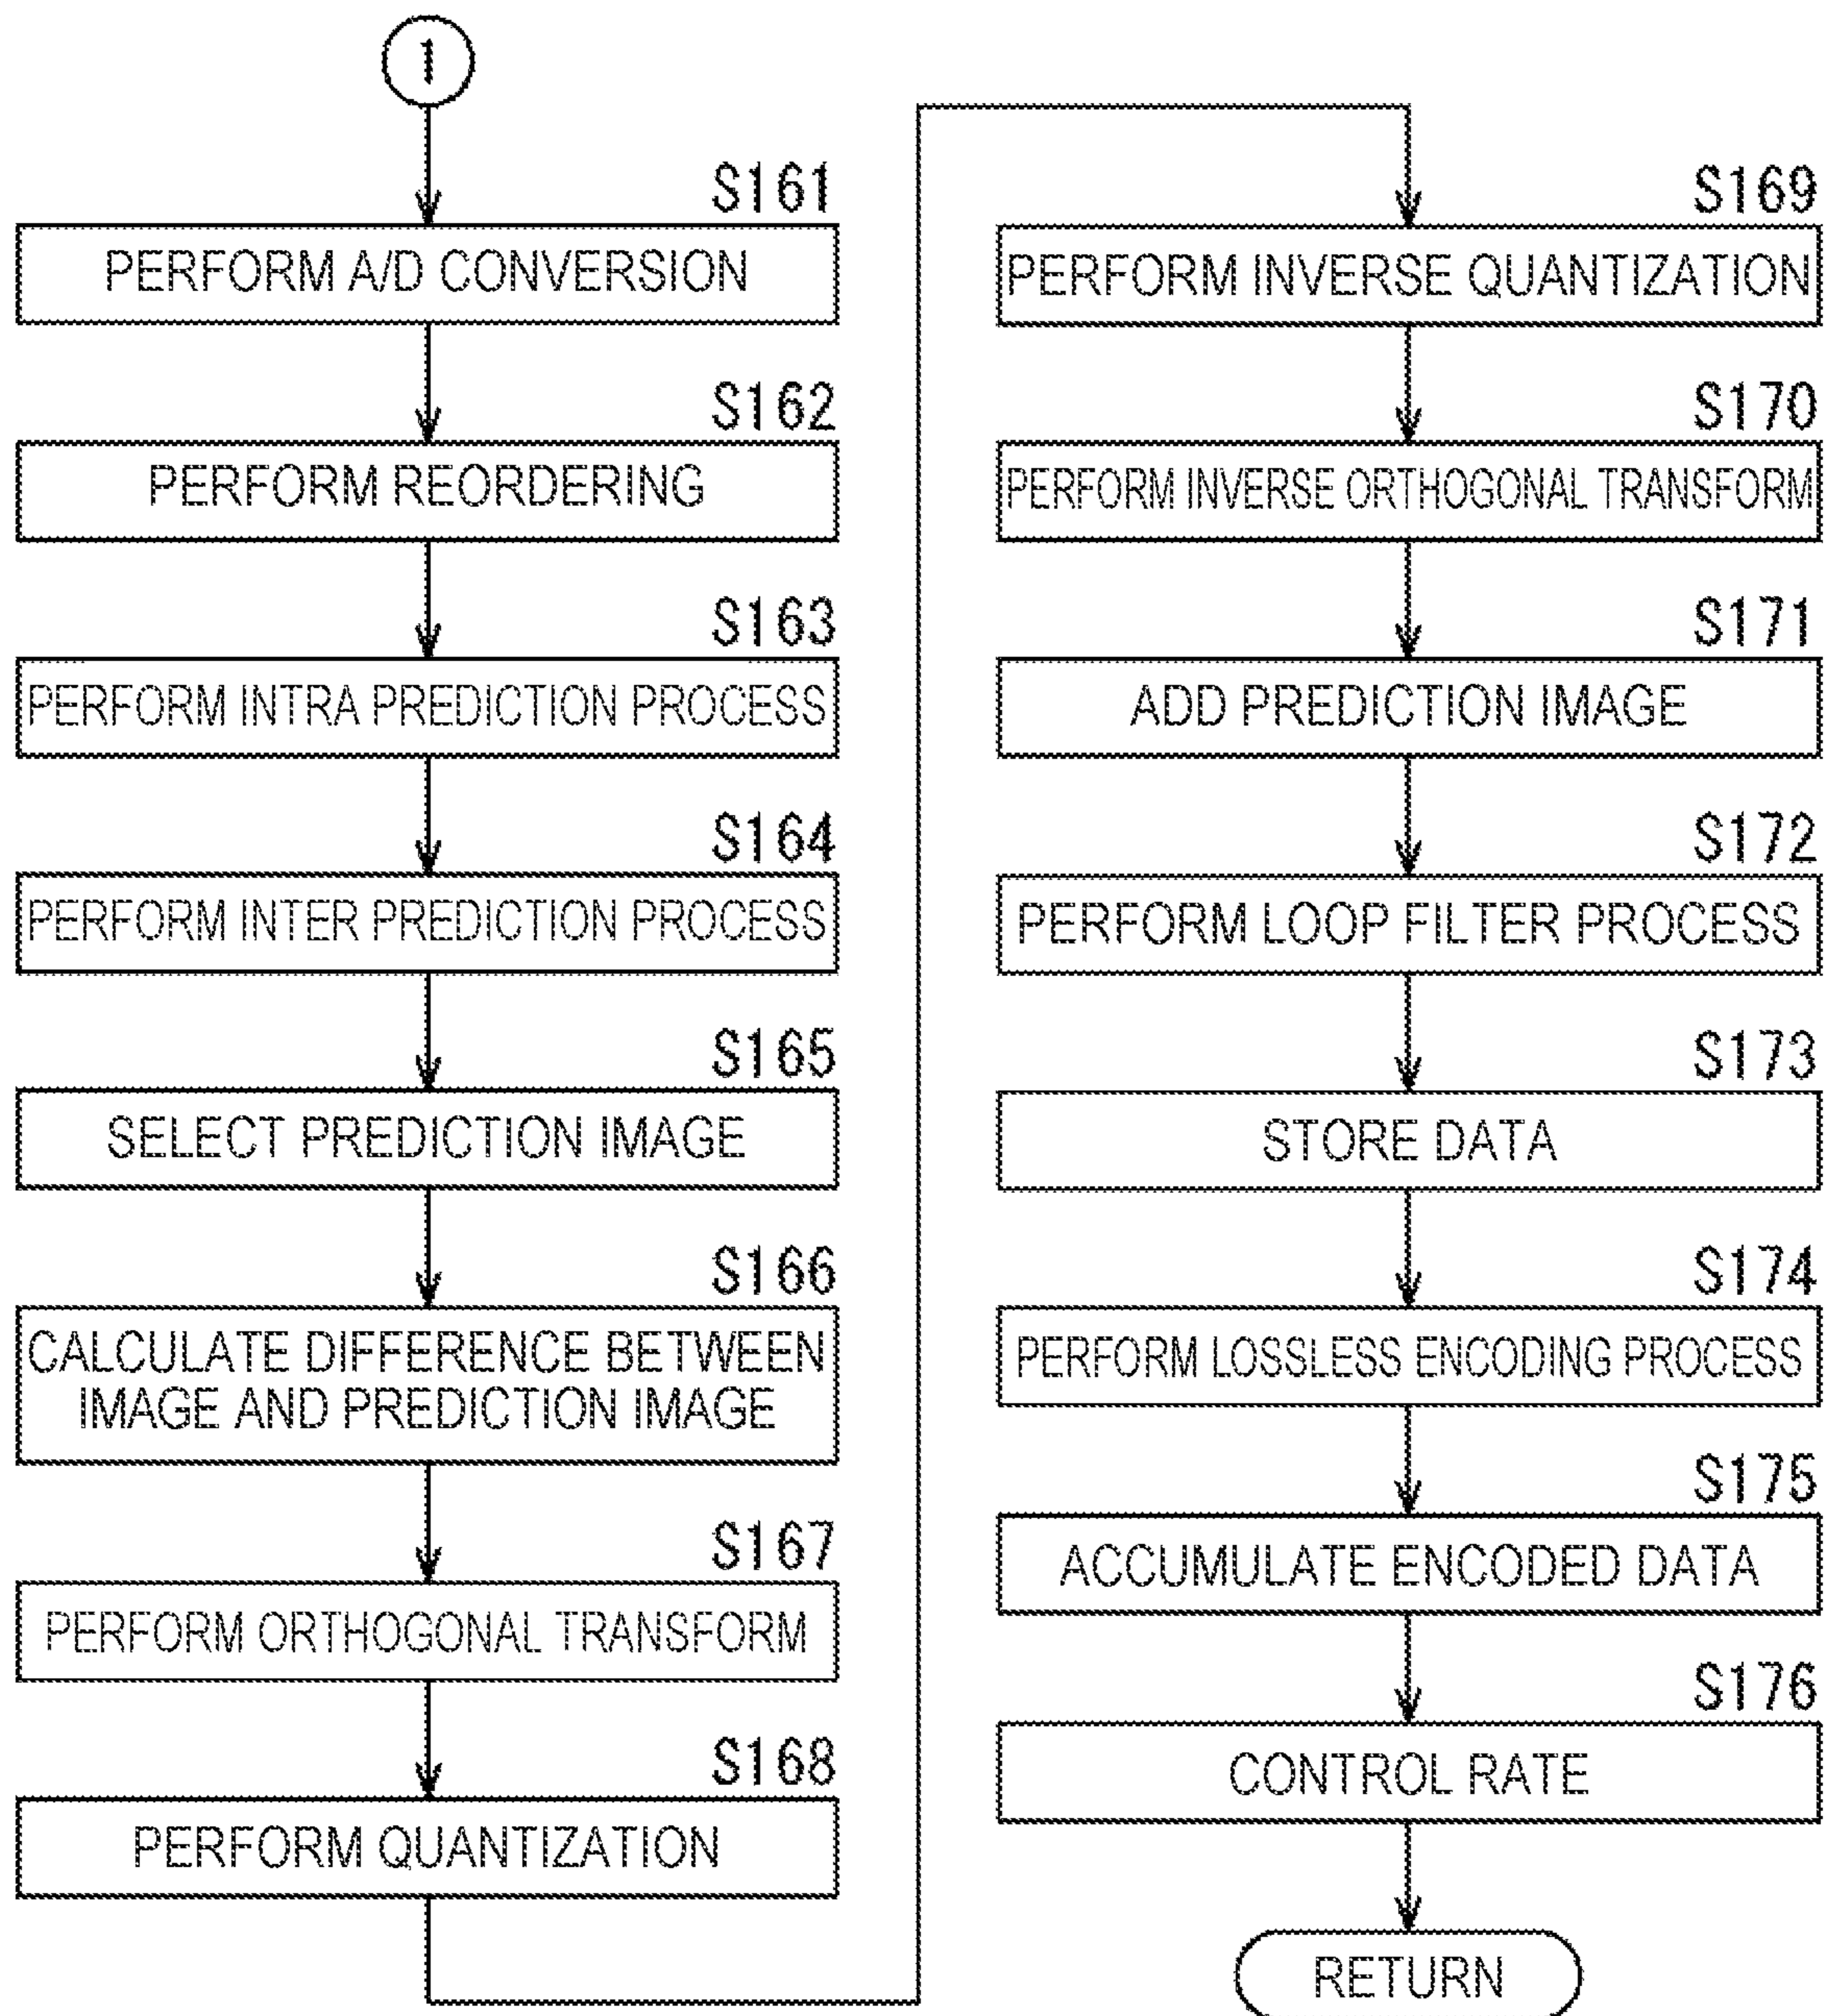 1
S161
PERFORM A/D CONVERSION
S162
PERFORM REORDERING
S163
PERFORM INTRA PREDICTION PROCESS
S164
PERFORM INTER PREDICTION PROCESS
S165
SELECT PREDICTION IMAGE
S166
CALCULATE DIFFERENCE BETWEEN
IMAGE AND PREDICTION IMAGE
S167
PERFORM ORTHOGONAL TRANSFORM
S168
PERFORM QUANTIZATION
S169
PERFORM INVERSE QUANTIZATION
S170
PERFORM INVERSE ORTHOGONAL TRANSFORM
S171
ADD PREDICTION IMAGE
S172
PERFORM LOOP FILTER PROCESS
S173
STORE DATA
S174
PERFORM LOSSLESS ENCODING PROCESS
S175
ACCUMULATE ENCODED DATA
S176
CONTROL RATE
RETURN